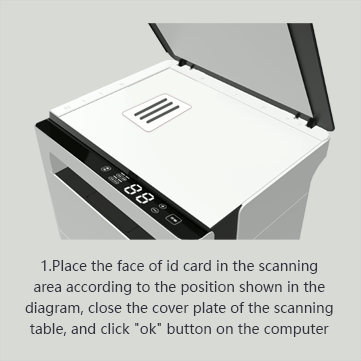 88
1.Place the face of id card in the scanning
area according to the position shown in the
diagram, close the cover plate of the scanning
table, and click "ok" button on the computer